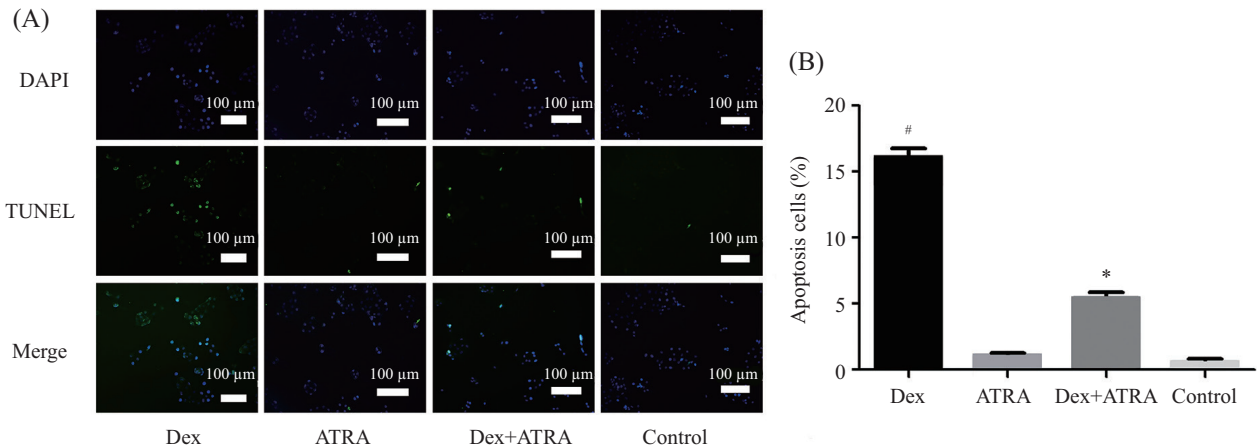 (A)
DAPI
100 µm
100 µm
100 µm
100 µm
TUNEL
100 µm
100 µm
100 µm
100 µm
Merge
100 µm
100 µm
100 µm
100 µm
Dex
ATRA
Dex+ATRA
Control
(B)
Apoptosis cells (%)
20
15
10
5
0
#
*
Dex
ATRA
Dex+ATRA
Control